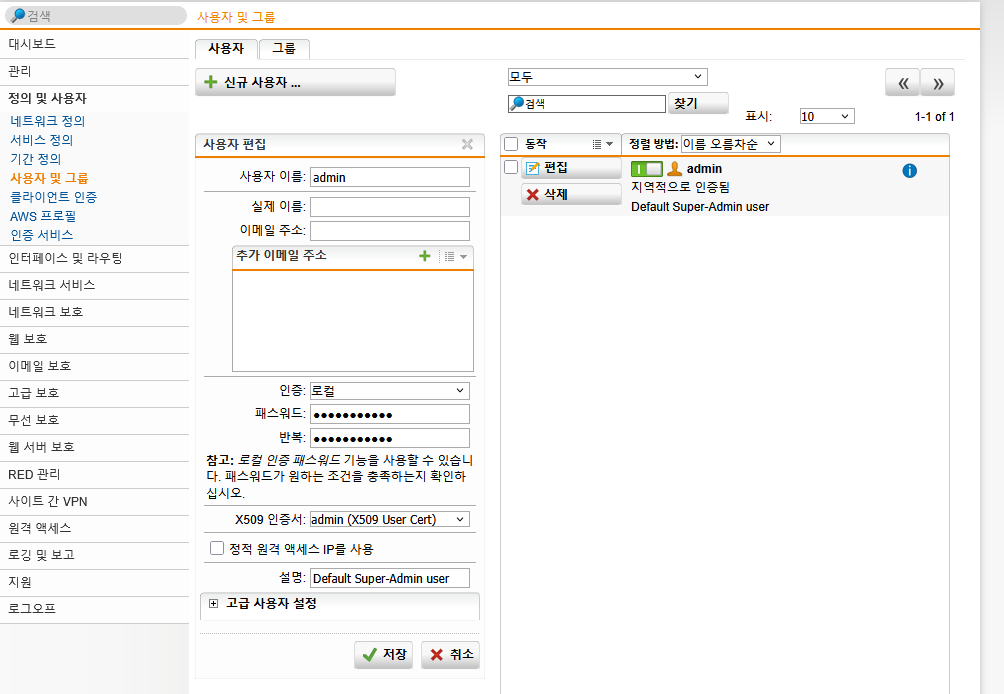 검색
사용자 및 그룹
대시보드
관리
정의 및 사용자
네트워크 정의
서비스 정의
기간 정의
사용자 및 그룹
클라이언트 인증
AWS 프로필
인증 서비스
인터페이스 및 라우팅
네트워크 서비스
네트워크 보호
웹 보호
이메일 보호
고급 보호
무선 보호
웹 서버 보호
RED 관리
사이트 간 VPN
원격 액세스
로깅 및 보고
지원
로그오프
사용자
그룹
신규 사용자 ...
사용자 편집
사용자 이름: admin
실제 이름:
이메일 주소:
추가 이메일 주소
인증: 로컬
패스워드: ●●●●●●●●●●●
반복: ●●●●●●●●●●●
참고: 로컬 인증 패스워드 기능을 사용할 수 있습니
다. 패스워드가 원하는 조건을 충족하는지 확인하
십시오.
X509 인증서: admin (X509 User Cert)
정적 원격 액세스 IP를 사용
설명: Default Super-Admin user
고급 사용자 설정
저장
취소
모두
검색
찾기
표시: 10
« »
1-1 of 1
동작
정렬 방법: 이름 오름차순
편집
삭제
admin
지역적으로 인증됨
Default Super-Admin user